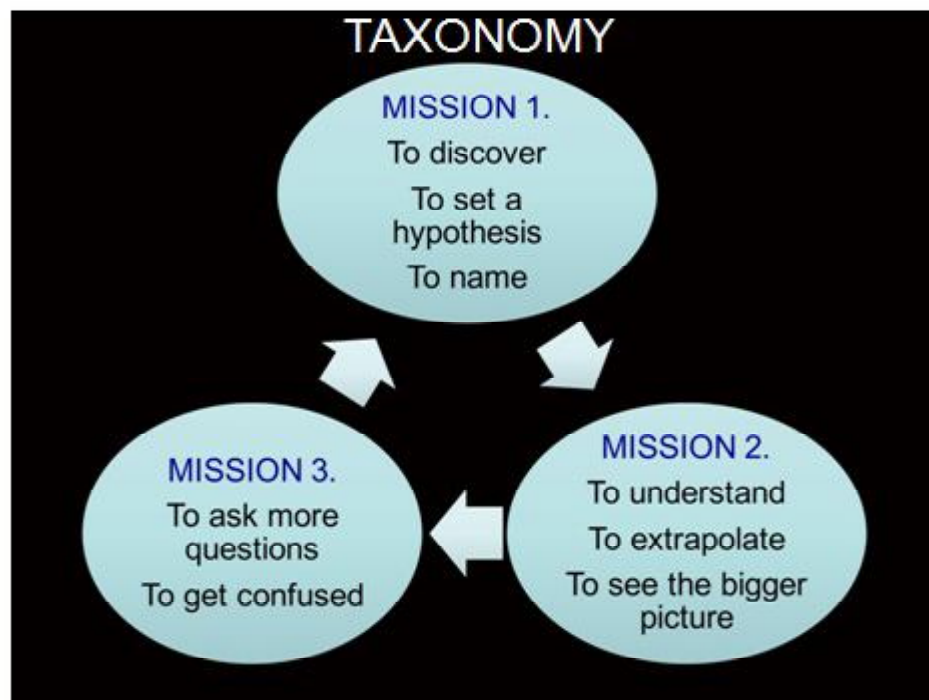 TAXONOMY
MISSION 1.
To discover
To set a
hypothesis
To name
MISSION 2.
To understand
To extrapolate
To see the bigger
picture
MISSION 3.
To ask more
questions
To get confused